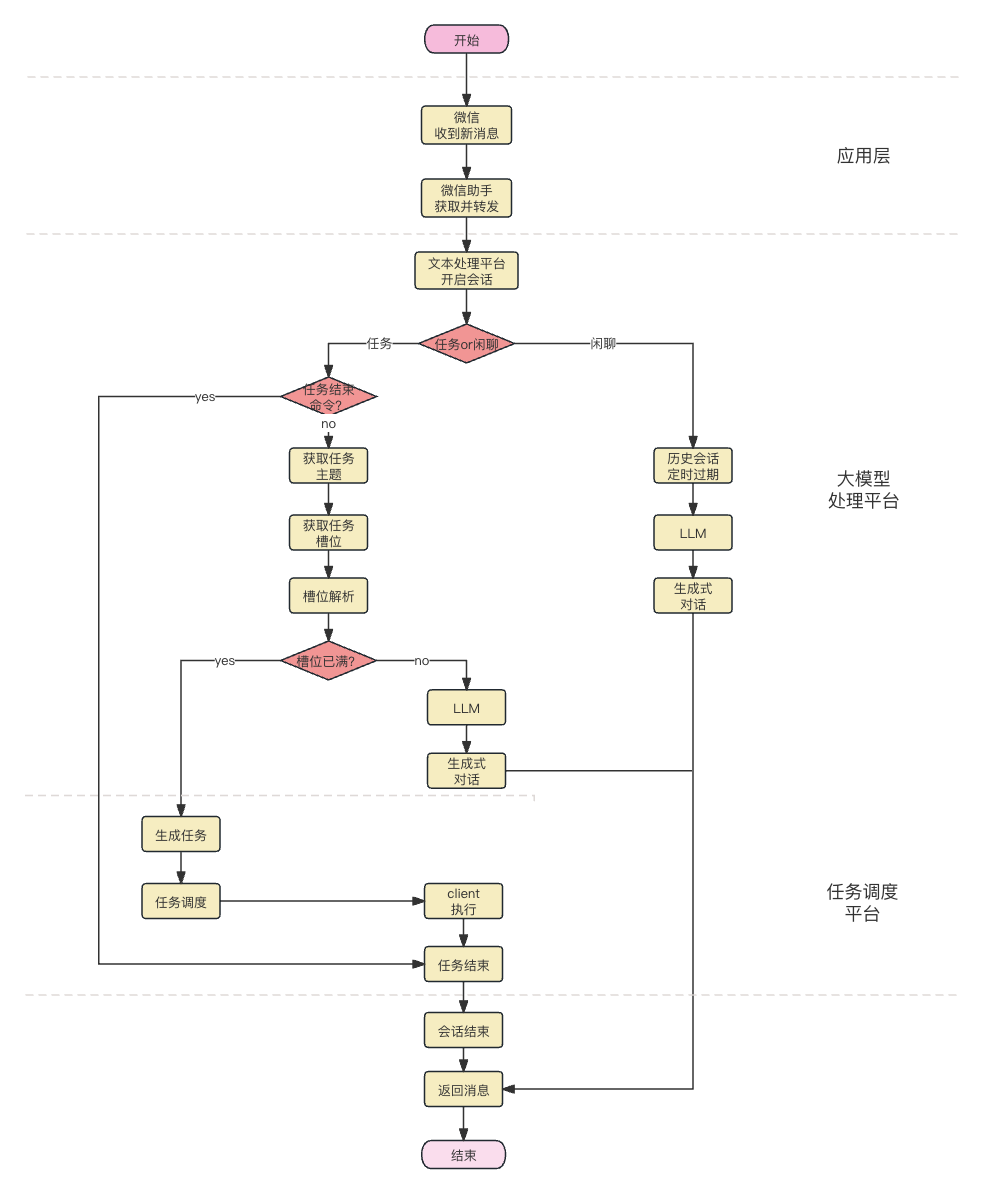 开始
微信
收到新消息
应用层
微信助手
获取并转发
文本处理平台
开启会话
任务
任务or闲聊
闲聊
任务结束
命令?
yes
no
获取任务
主题
历史会话
定时过期
大模型
处理平台
获取任务
槽位
LLM
槽位解析
生成式
对话
槽位已满?
yes
no
LLM
生成式
对话
生成任务
任务调度
client
执行
任务调度
平台
任务结束
会话结束
返回消息
结束